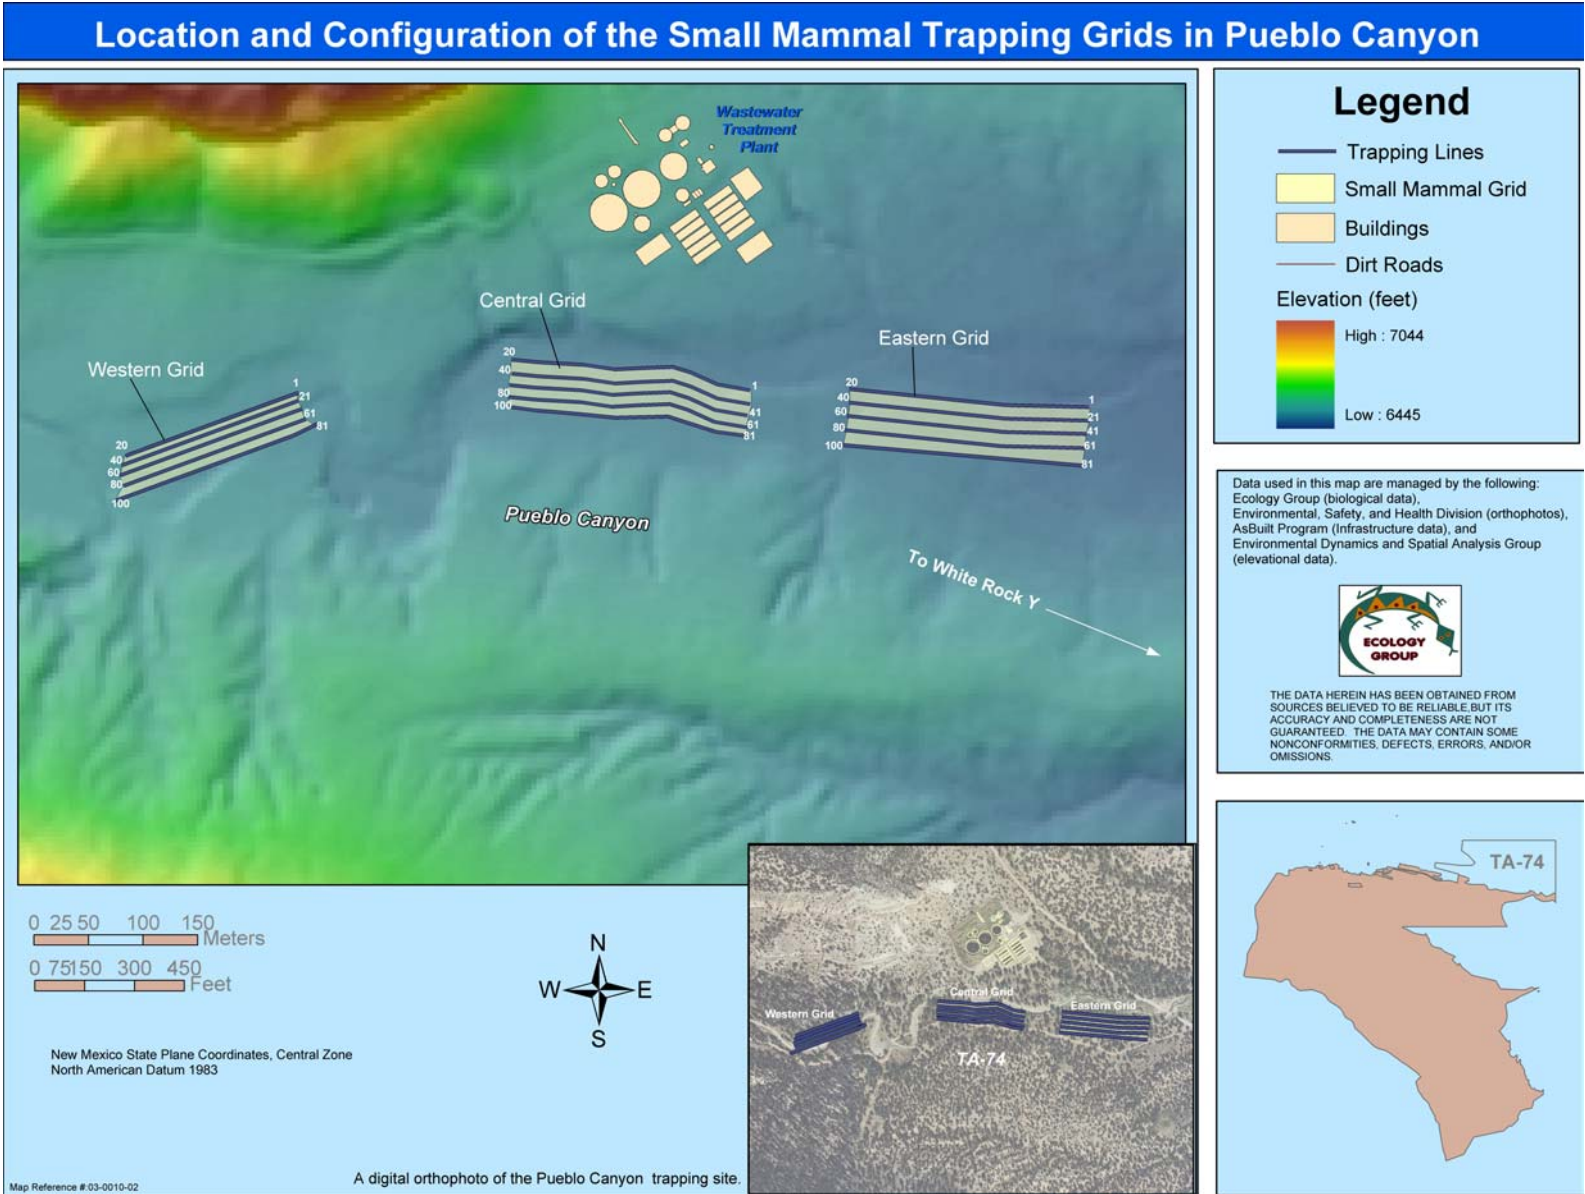 Location and Configuration of the Small Mammal Trapping Grids in Pueblo Canyon
Wastewater
Treatment
Plant
Central Grid
Eastern Grid
Western Grid
1
21
61
81
20
40
60
80
100
20
40
80
100
1
41
61
81
20
40
60
80
100
1
21
41
61
81
Pueblo Canyon
To White Rock Y
Legend
Trapping Lines
Small Mammal Grid
Buildings
Dirt Roads
Elevation (feet)
High : 7044
Low : 6445
Data used in this map are managed by the following:
Ecology Group (biological data),
Environmental, Safety, and Health Division (orthophotos),
AsBuilt Program (Infrastructure data), and
Environmental Dynamics and Spatial Analysis Group
(elevational data).
ECOLOGY
GROUP
THE DATA HEREIN HAS BEEN OBTAINED FROM
SOURCES BELIEVED TO BE RELIABLE,BUT ITS
ACCURACY AND COMPLETENESS ARE NOT
GUARANTEED. THE DATA MAY CONTAIN SOME
NONCONFORMITIES, DEFECTS, ERRORS, AND/OR
OMISSIONS.
TA-74
0 25 50 100 150
Meters
0 75 150 300 450
Feet
N
W E
S
New Mexico State Plane Coordinates, Central Zone
North American Datum 1983
Western Grid
Central Grid
Eastern Grid
TA-74
A digital orthophoto of the Pueblo Canyon trapping site.
Map Reference #:03-0010-02